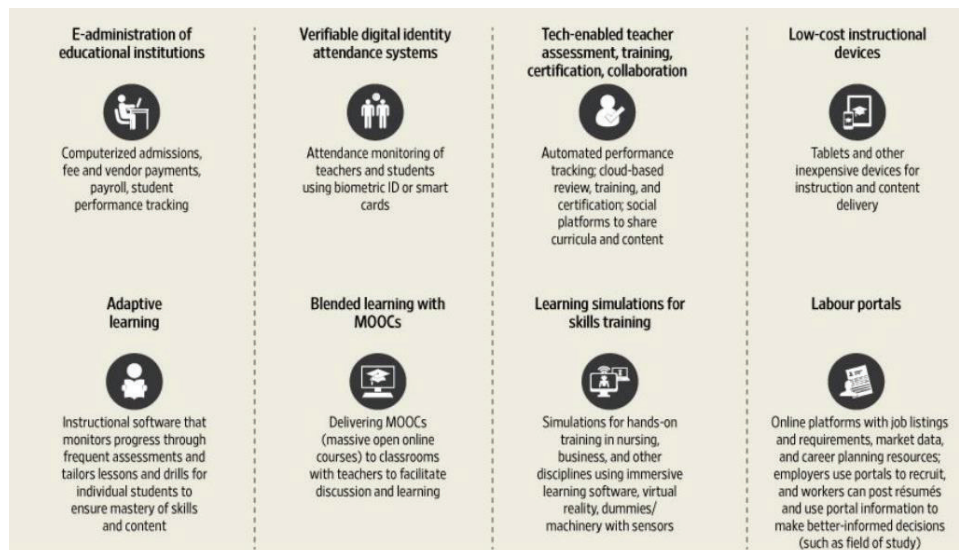 E-administration of
educational institutions
Computerized admissions,
fee and vendor payments,
payroll, student
performance tracking
Verifiable digital identity
attendance systems
Attendance monitoring of
teachers and students
using biometric ID or smart
cards
Tech-enabled teacher
assessment, training,
certification, collaboration
Automated performance
tracking; cloud-based
review, training, and
certification; social
platforms to share
curricula and content
Low-cost instructional
devices
Tablets and other
inexpensive devices for
instruction and content
delivery
Adaptive
learning
Instructional software that
monitors progress through
frequent assessments and
tailors lessons and drills for
individual students to
ensure mastery of skills
and content
Blended learning with
MOOCs
Delivering MOOCs
(massive open online
courses) to classrooms
with teachers to facilitate
discussion and learning
Learning simulations for
skills training
Simulations for hands-on
training in nursing,
business, and other
disciplines using immersive
learning software, virtual
reality, dummies/
machinery with sensors
Labour portals
Online platforms with job listings
and requirements, market data,
and career planning resources;
employers use portals to recruit,
and workers can post résumés
and use portal information to
make better-informed decisions
(such as field of study)